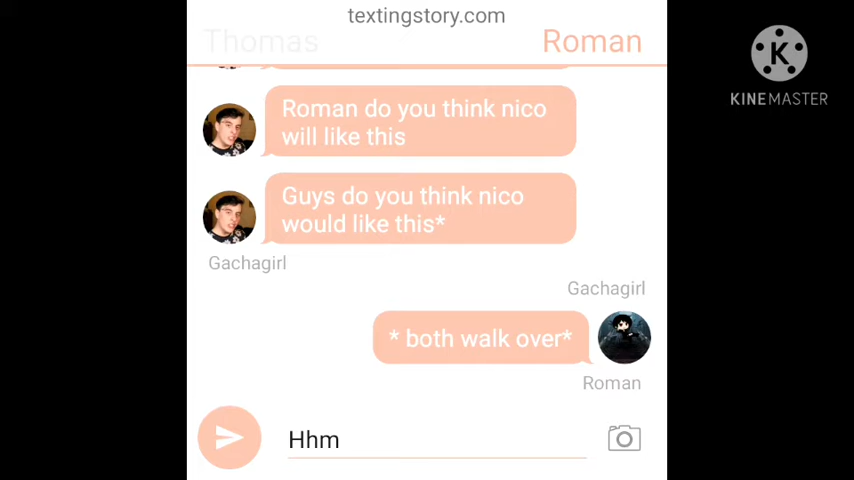 textingstory.com
Thomas
Roman
KINEMASTER
Roman do you think nico
will like this
Guys do you think nico
would like this*
Gachagirl
Gachagirl
* both walk over*
Roman
Hhm